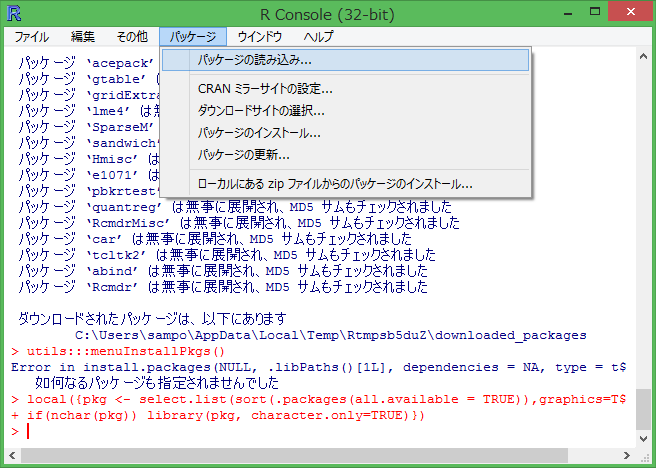 R Console (32-bit)
ファイル 編集 その他 パッケージ ウインドウ ヘルプ
パッケージの読み込み...
CRAN ミラーサイトの設定...
ダウンロードサイトの選択...
パッケージのインストール...
パッケージの更新...
ローカルにある zip ファイルからのパッケージのインストール...
パッケージ ‘acepack’
パッケージ ‘gtable’
パッケージ ‘gridExtra
パッケージ ‘lme4’ は無
パッケージ ‘SparseM’
パッケージ ‘sandwich’
パッケージ ‘Hmisc’ は
パッケージ ‘e1071’ は
パッケージ ‘pbkrtest’
パッケージ ‘quantreg’ は無事に展開され、MD5 サムもチェックされました
パッケージ ‘RcmdrMisc’ は無事に展開され、MD5 サムもチェックされました
パッケージ ‘car’ は無事に展開され、MD5 サムもチェックされました
パッケージ ‘tcltk2’ は無事に展開され、MD5 サムもチェックされました
パッケージ ‘abind’ は無事に展開され、MD5 サムもチェックされました
パッケージ ‘Rcmdr’ は無事に展開され、MD5 サムもチェックされました
ダウンロードされたパッケージは、以下にあります
C:\Users\sampo\AppData\Local\Temp\Rtmpsb5duZ\downloaded_packages
> utils:::menuInstallPkgs()
Error in install.packages(NULL, .libPaths()[1L], dependencies = NA, type = t$
如何なるパッケージも指定されませんでした
> local({pkg <- select.list(sort(.packages(all.available = TRUE)),graphics=T$
+ if(nchar(pkg)) library(pkg, character.only=TRUE)})
>